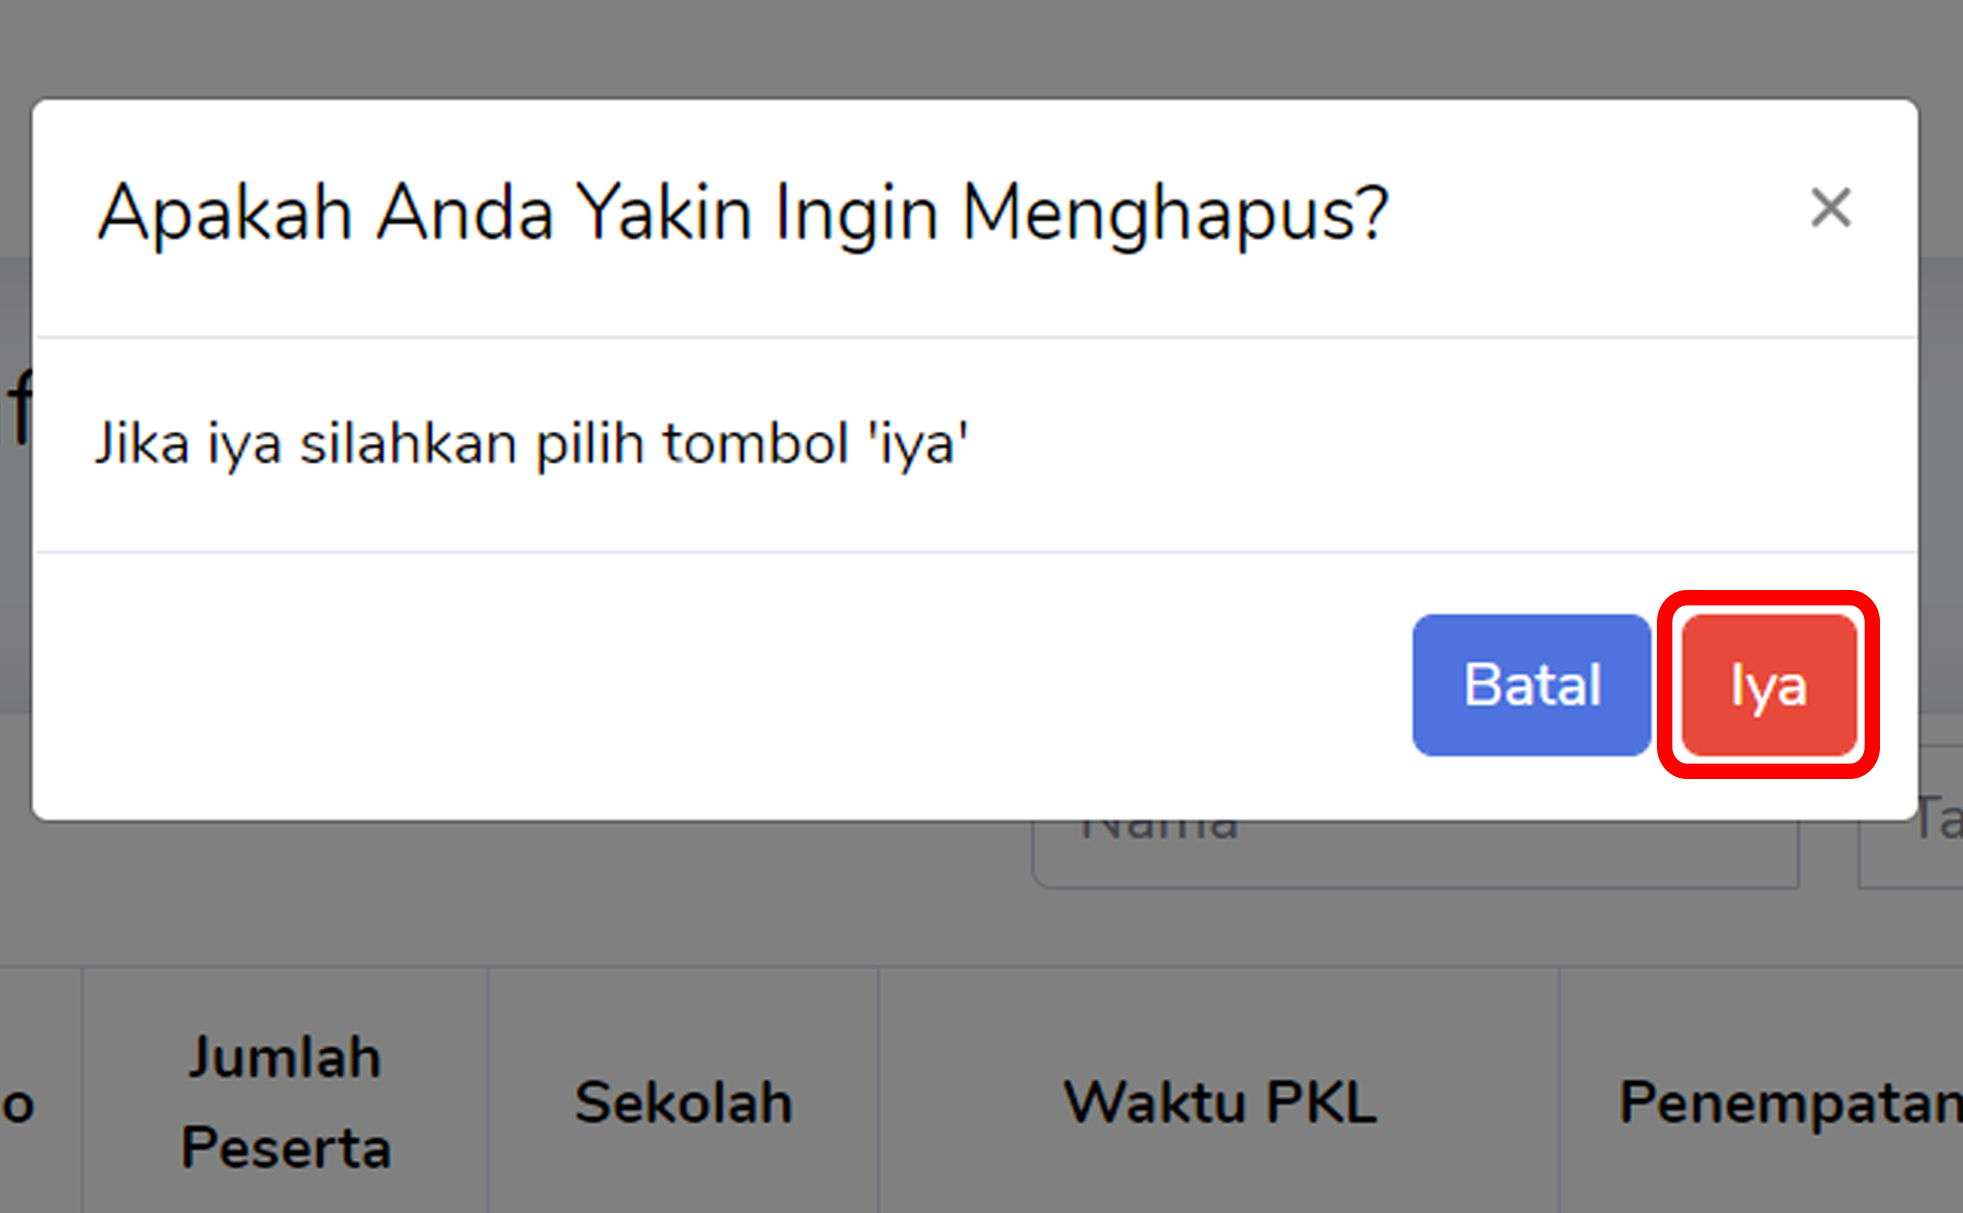 Apakah Anda Yakin Ingin Menghapus?
Jika iya silahkan pilih tombol 'iya'
Batal
Iya
Nama
Jumlah
Peserta
Sekolah
Waktu PKL
Penempatan